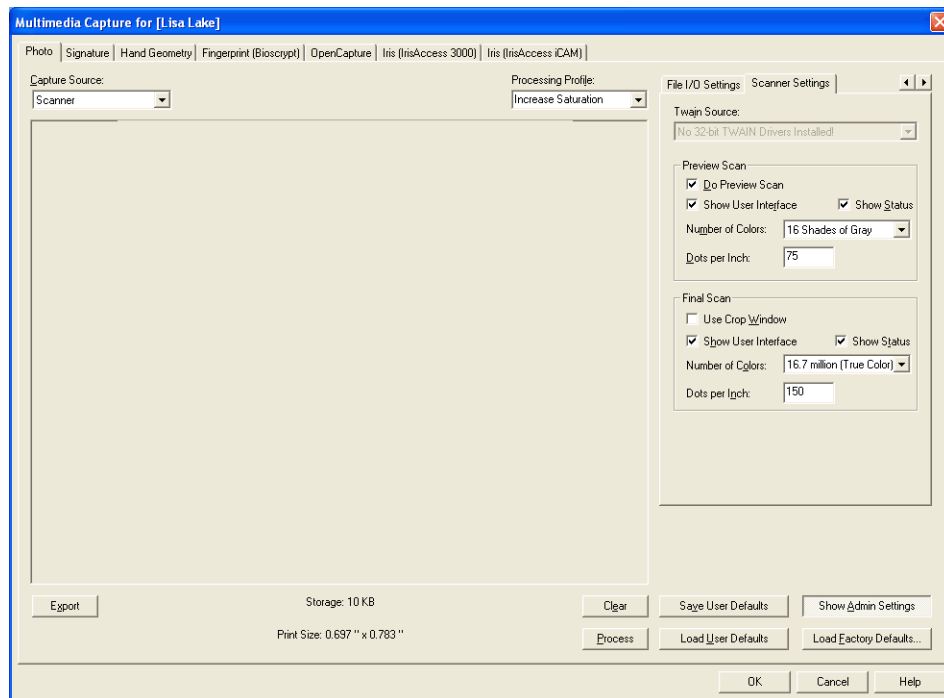 Multimedia Capture for [Lisa Lake]
Photo Signature Hand Geometry Fingerprint (Bioscrypt) OpenCapture Iris (IrisAccess 3000) Iris (IrisAccess iCAM)
Capture Source:
Scanner
Processing Profile:
Increase Saturation
File I/O Settings Scanner Settings
Twain Source:
No 32-bit TWAIN Drivers Installed!
Preview Scan
Do Preview Scan
Show User Interface Show Status
Number of Colors: 16 Shades of Gray
Dots per Inch: 75
Final Scan
Use Crop Window
Show User Interface Show Status
Number of Colors: 16.7 million (True Color)
Dots per Inch: 150
Export Storage: 10 KB Clear Save User Defaults Show Admin Settings
Print Size: 0.697 '' x 0.783 '' Process Load User Defaults Load Factory Defaults...
OK Cancel Help